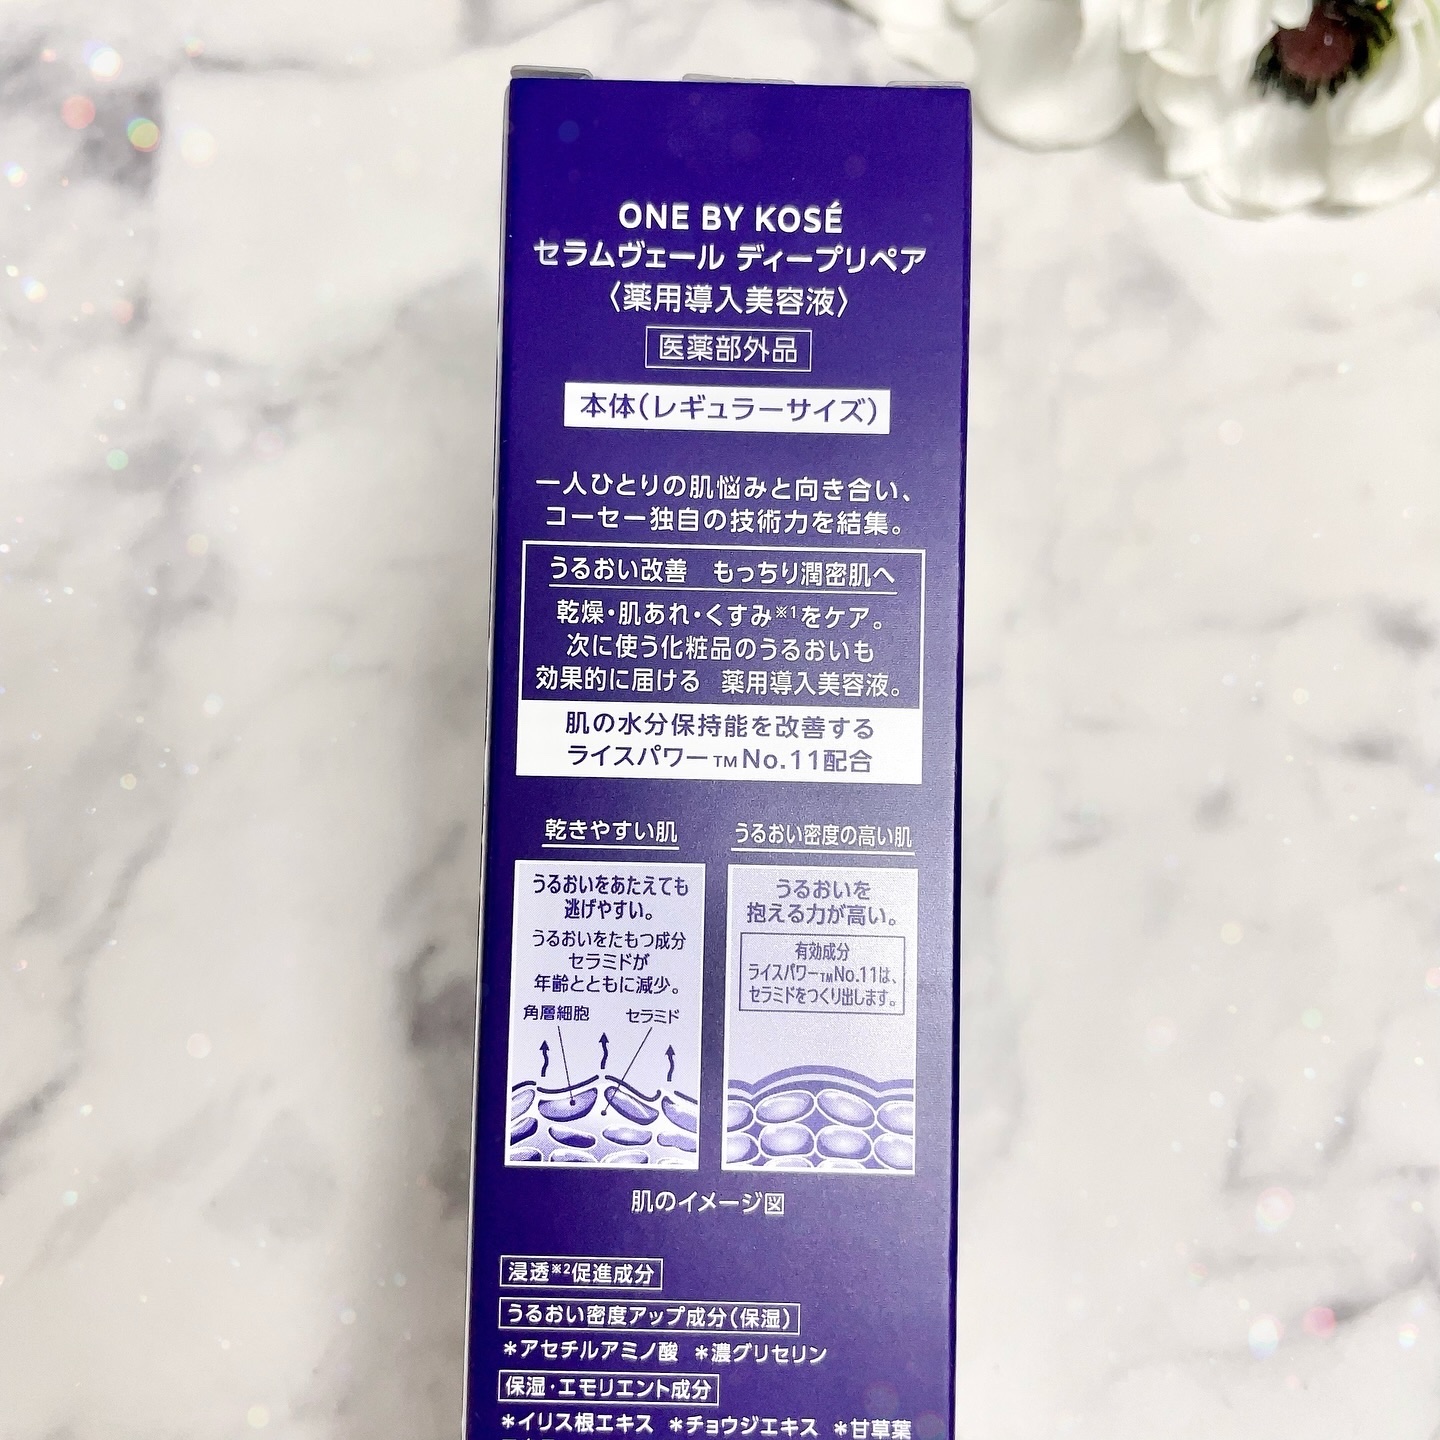 ONE BY KOSÉ
セラムヴェール ディープリペア
〈薬用導入美容液〉
医薬部外品
本体(レギュラーサイズ)
一人ひとりの肌悩みと向き合い、
コーセー独自の技術力を結集。
うるおい改善 もっちり潤密肌へ
乾燥・肌あれ・くすみ※1をケア。
次に使う化粧品のうるおいも
効果的に届ける 薬用導入美容液。
肌の水分保持能を改善する
ライスパワー™No.11配合
乾きやすい肌
うるおいをあたえても
逃げやすい。
うるおいをたもつ成分
セラミドが
年齢とともに減少。
角層細胞 セラミド
うるおい密度の高い肌
うるおいを
抱える力が高い。
有効成分
ライスパワー™No.11は、
セラミドをつくり出します。
肌のイメージ図
浸透※2促進成分
うるおい密度アップ成分(保湿)
*アセチルアミノ酸 *濃グリセリン
保湿・エモリエント成分
*イリス根エキス *チョウジエキス *甘草葉